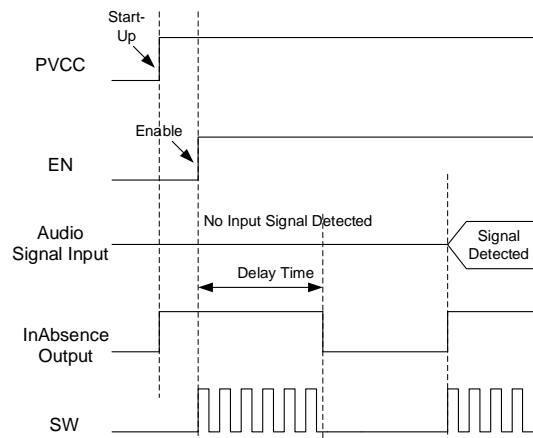 Start-
Up
PVCC
Enable
EN
No Input Signal Detected
Audio
Signal Input
Signal
Detected
Delay Time
InAbsence
Output
SW